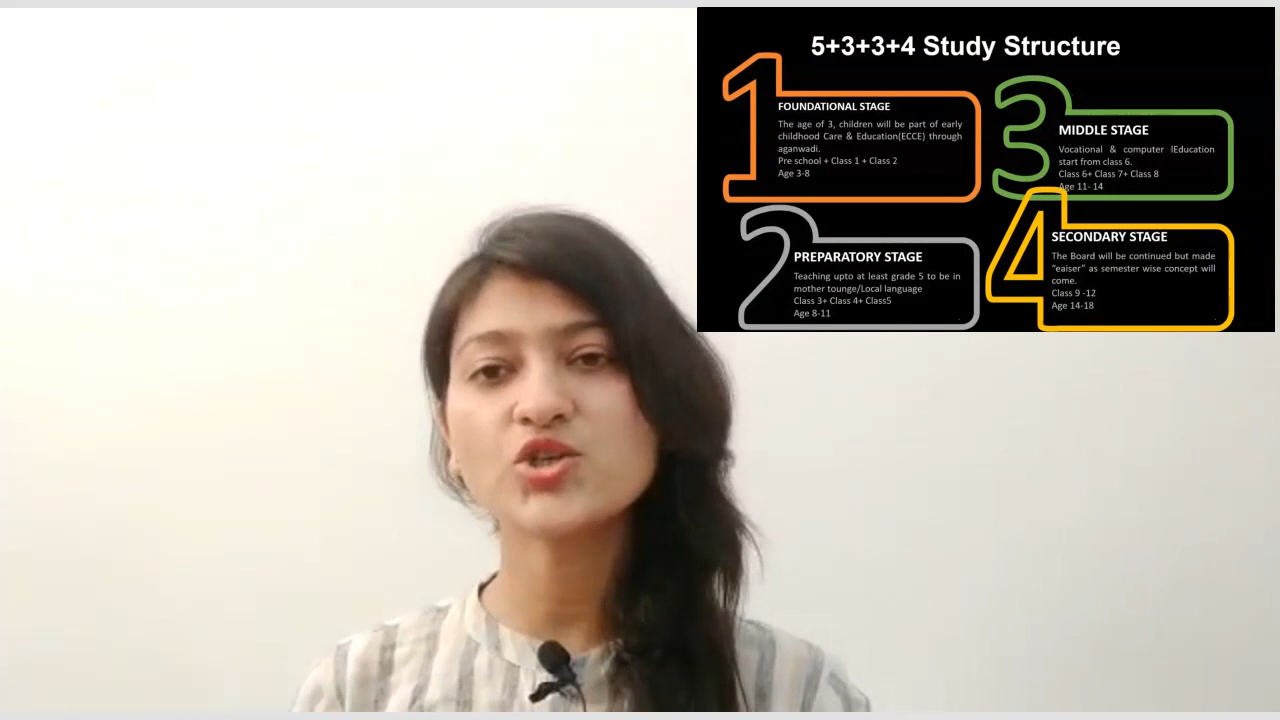 5+3+3+4 Study Structure
1
FOUNDATIONAL STAGE
The age of 3, children will be part of early
childhood Care & Education(ECCE) through
aganwadi.
Pre school + Class 1 + Class 2
Age 3-8
2
PREPARATORY STAGE
Teaching upto at least grade 5 to be in
mother tounge/Local language
Class 3+ Class 4+ Class5
Age 8-11
3
MIDDLE STAGE
Vocational & computer lEducation
start from class 6.
Class 6+ Class 7+ Class 8
Age 11- 14
4
SECONDARY STAGE
The Board will be continued but made
“eaiser” as semester wise concept will
come.
Class 9 -12
Age 14-18